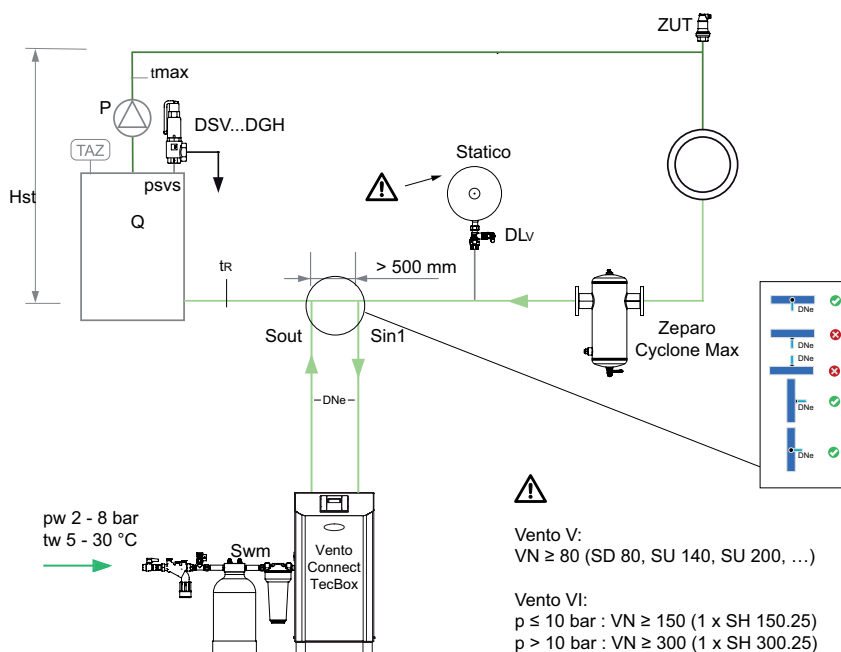 ZUT
tmax
P
DSV...DGH
TAZ
psvs
Statico
Hst
Q
DLV
tR
> 500 mm
Sout
Sin1
Zeparo
Cyclone Max
DNe
DNe
DNe
DNe
DNe
DNe
pw 2 - 8 bar
tw 5 - 30 °C
Swm
Vento
Connect
TecBox
Vento V:
VN ≥ 80 (SD 80, SU 140, SU 200, …)
Vento VI:
p ≤ 10 bar : VN ≥ 150 (1 x SH 150.25)
p > 10 bar : VN ≥ 300 (1 x SH 300.25)